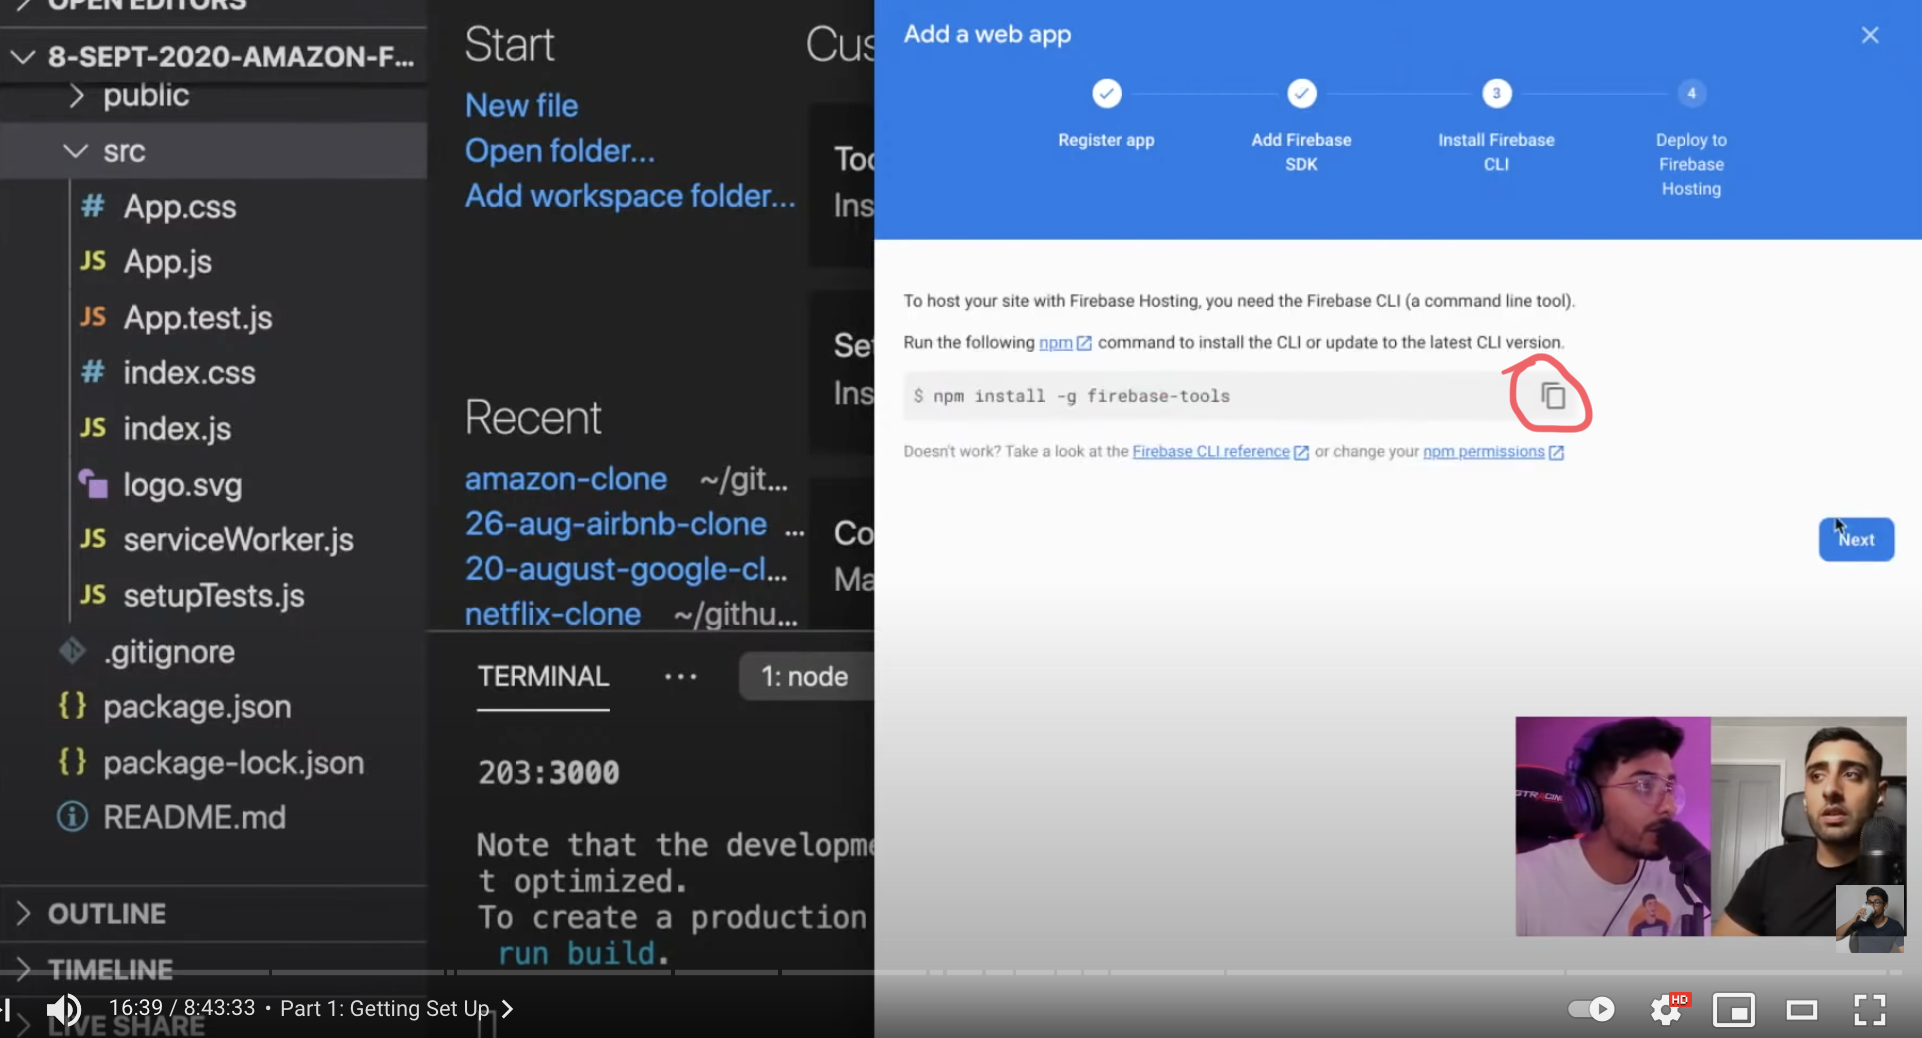 OPEN EDITORS
8-SEPT-2020-AMAZON-F...
public
src
# App.css
JS App.js
JS App.test.js
# index.css
JS index.js
logo.svg
JS serviceWorker.js
JS setupTests.js
.gitignore
{} package.json
{} package-lock.json
README.md
OUTLINE
TIMELINE
LIVE SHARE
Start
New file
Open folder...
Add workspace folder...
Recent
amazon-clone ~/git...
26-aug-airbnb-clone ...
20-august-google-cl...
netflix-clone ~/githu...
Cus
Too
Ins
Set
Ins
Co
Ma
TERMINAL ... 1: node
203:3000
Note that the developme
t optimized.
To create a production
run build.
Add a web app
3
4
Register app
Add Firebase
SDK
Install Firebase
CLI
Deploy to
Firebase
Hosting
To host your site with Firebase Hosting, you need the Firebase CLI (a command line tool).
Run the following npm command to install the CLI or update to the latest CLI version.
$ npm install -g firebase-tools
Doesn't work? Take a look at the Firebase CLI reference or change your npm permissions
Next
16:39 / 8:43:33 • Part 1: Getting Set Up
HD